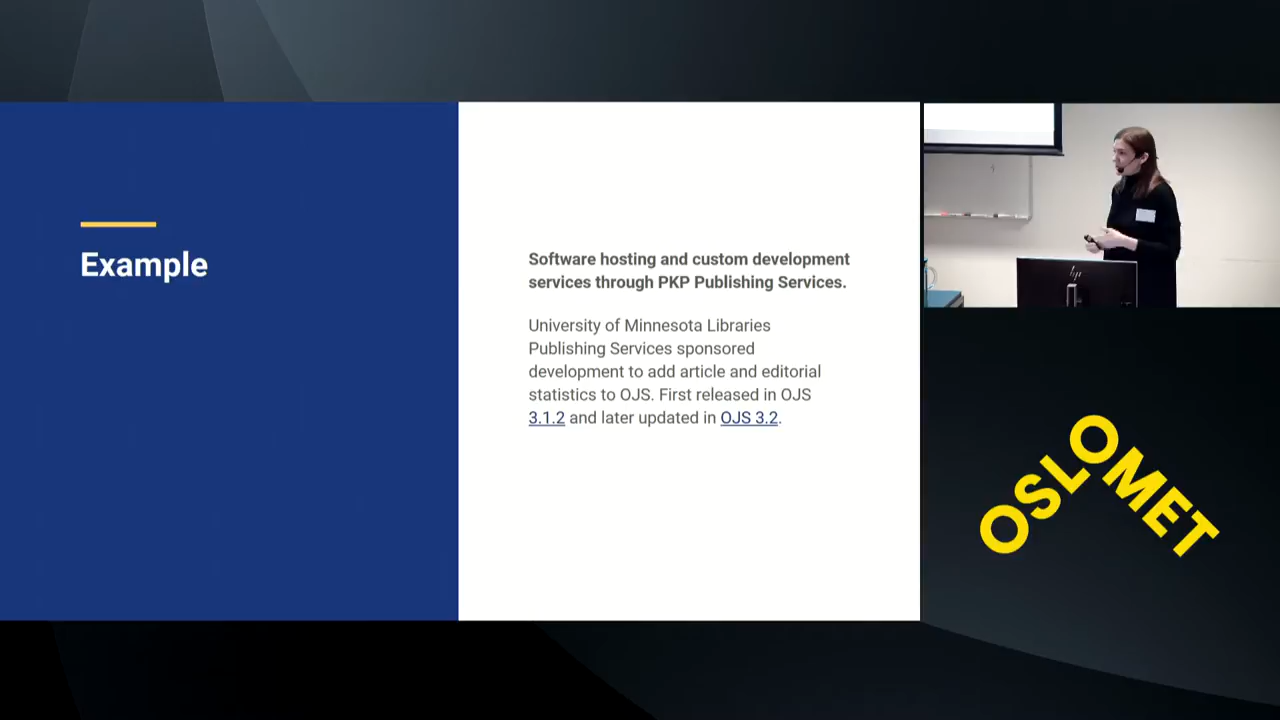 Example
Software hosting and custom development
services through PKP Publishing Services.
University of Minnesota Libraries
Publishing Services sponsored
development to add article and editorial
statistics to OJS. First released in OJS
3.1.2 and later updated in OJS 3.2.
hp
OSLOMET